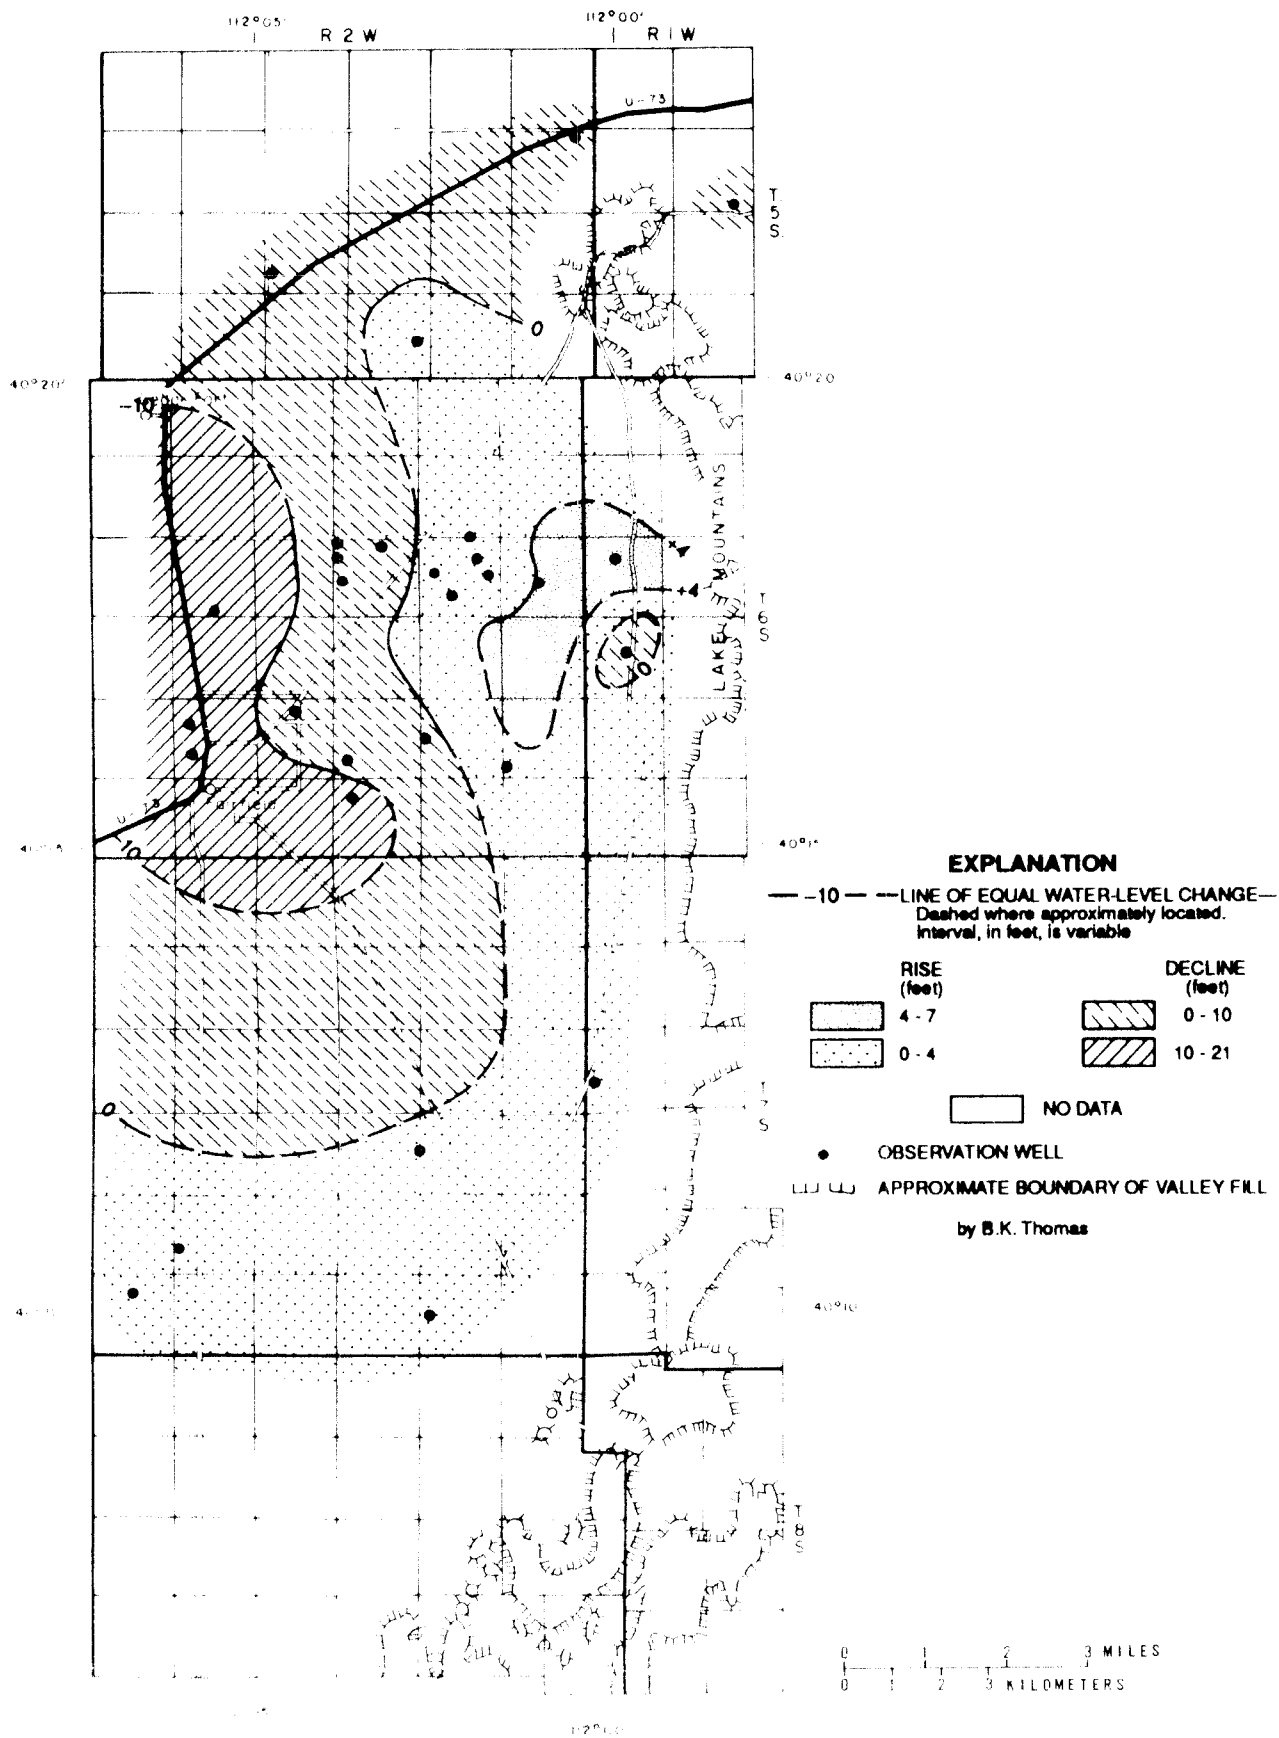 112°05'
112°00'
R 2 W
R 1 W
U-73
T
5
S.
0
40°20'
40°20
-10
+4
+4
LAKE MOUNTAINS
T
6
S
0
Fairfield
10
EXPLANATION
-10 LINE OF EQUAL WATER-LEVEL CHANGE—
Dashed where approximately located.
Interval, in feet, is variable
RISE
(feet)
DECLINE
(feet)
4 - 7
0 - 10
0 - 4
10 - 21
NO DATA
OBSERVATION WELL
APPROXIMATE BOUNDARY OF VALLEY FILL
by B.K. Thomas
0
S
40°10
T
8
S
0 1 2 3 MILES
0 1 2 3 KILOMETERS